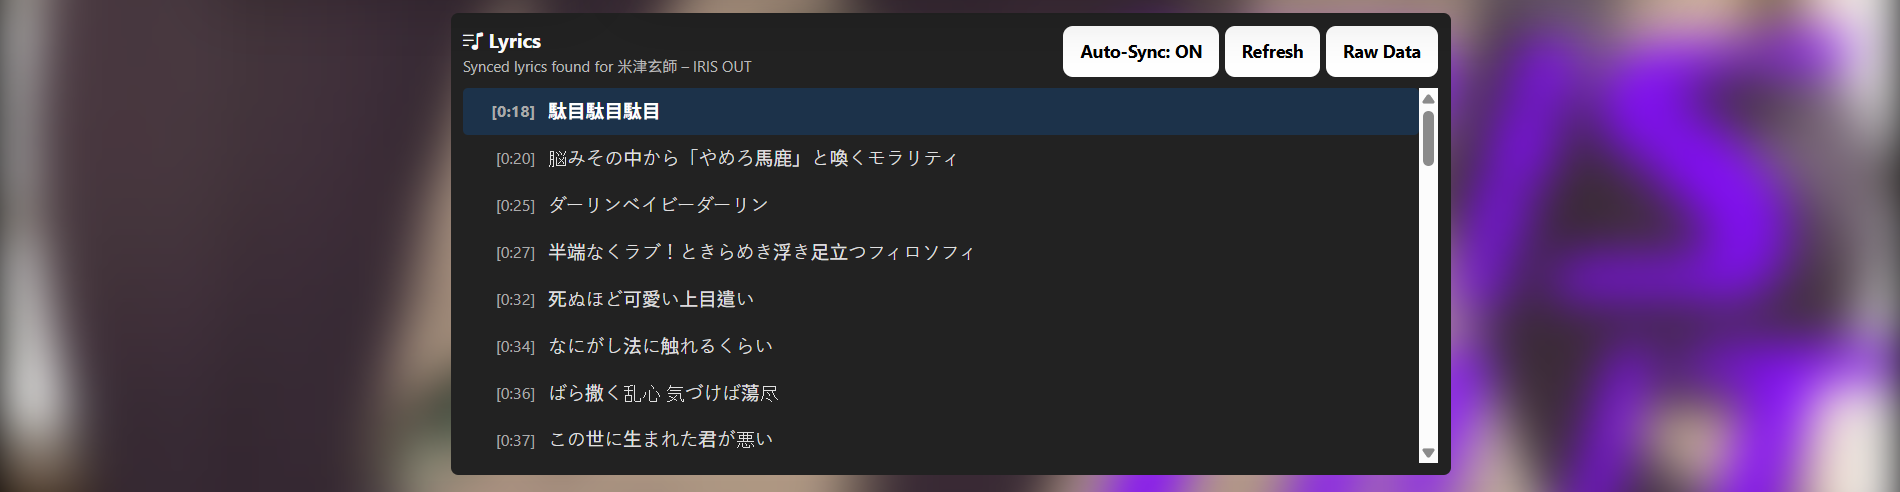 Lyrics
Synced lyrics found for 米津玄師 – IRIS OUT
Auto-Sync: ON
Refresh
Raw Data
[0:18] 駄目駄目駄目
[0:20] 脳みその中から「やめろ馬鹿」と喚くモラリティ
[0:25] ダーリンベイビーダーリン
[0:27] 半端なくラブ！ときらめき浮き足立つフィロソフィ
[0:32] 死ぬほど可愛い上目遣い
[0:34] なにがし法に触れるくらい
[0:36] ばら撒く乱心 気づけば蕩尽
[0:37] この世に生まれた君が悪い